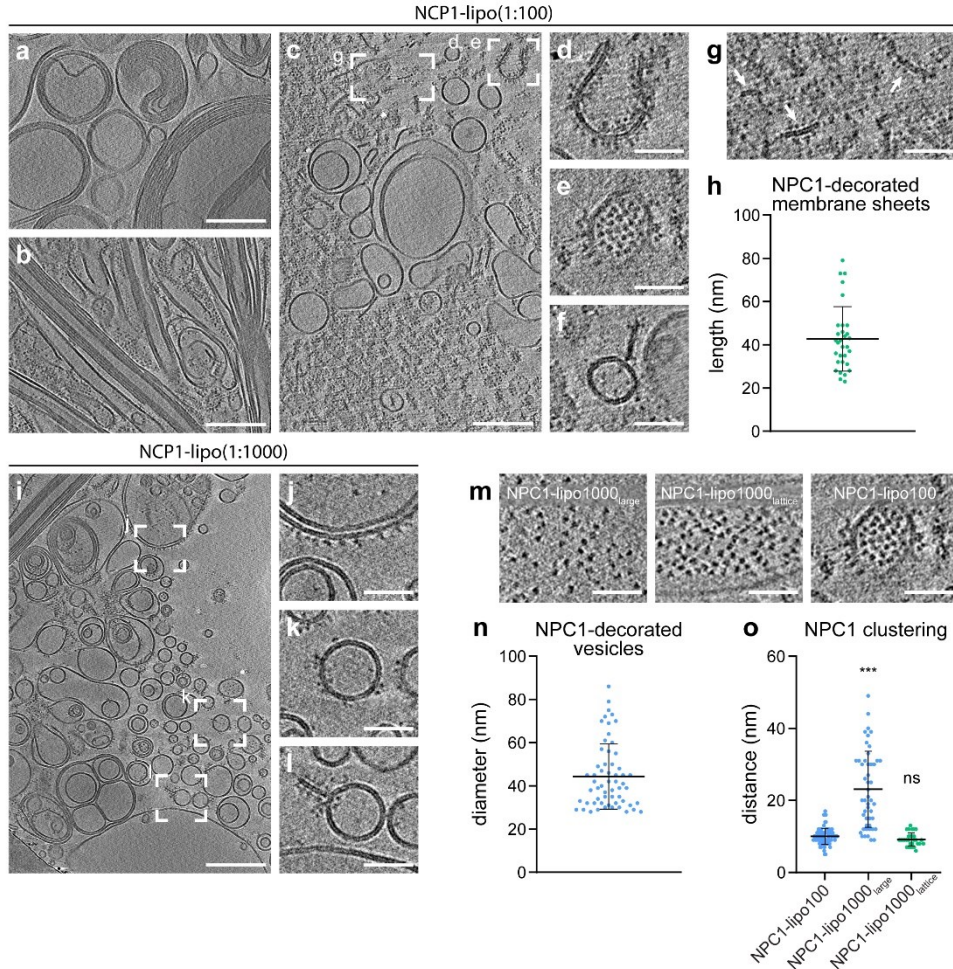 NCP1-lipo(1:100)
a
b
c
g
d, e
d
e
f
g
h
NPC1-decorated
membrane sheets
length (nm)
100
80
60
40
20
0
NCP1-lipo(1:1000)
i
j
k
l
j
k
l
m
NPC1-lipo1000large
NPC1-lipo1000lattice
NPC1-lipo100
n
NPC1-decorated
vesicles
diameter (nm)
100
80
60
40
20
0
o
NPC1 clustering
distance (nm)
60
40
20
0
***
ns
NPC1-lipo100
NPC1-lipo1000large
NPC1-lipo1000lattice